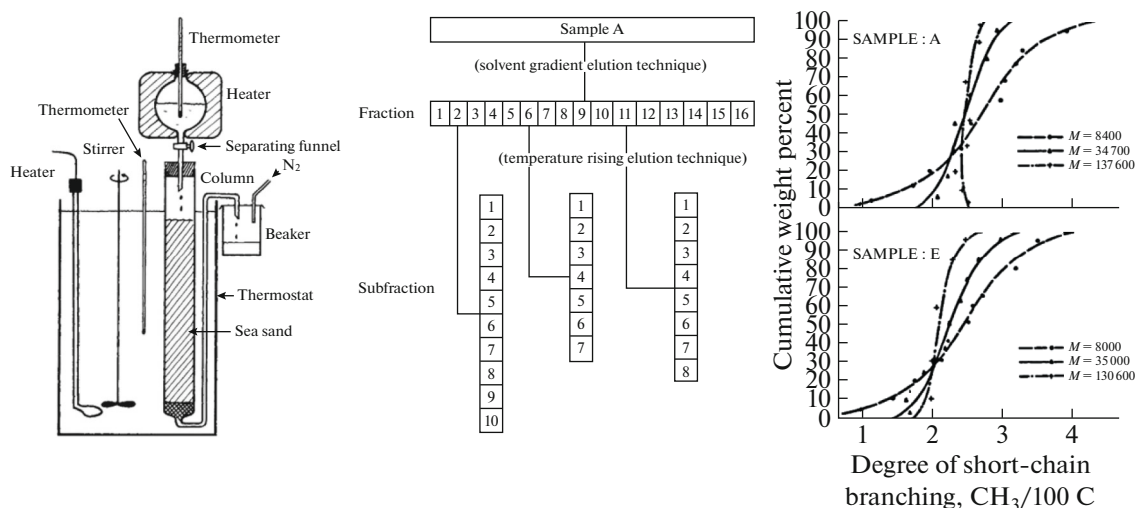 Thermometer
Heater
Thermometer
Separating funnel
Stirrer
N₂
Heater
Column
Beaker
Thermostat
Sea sand
Sample A
(solvent gradient elution technique)
Fraction
1 2 3 4 5 6 7 8 9 10 11 12 13 14 15 16
(temperature rising elution technique)
Subfraction
1
2
3
4
5
6
7
8
9
10
1
2
3
4
5
6
7
1
2
3
4
5
6
7
8
Cumulative weight percent
100
90
80
70
60
50
40
30
20
10
0
SAMPLE : A
M = 8400
M = 34 700
M = 137 600
100
90
80
70
60
50
40
30
20
10
0
SAMPLE : E
M = 8000
M = 35 000
M = 130 600
1 2 3 4
Degree of short-chain
branching, CH₃/100 C